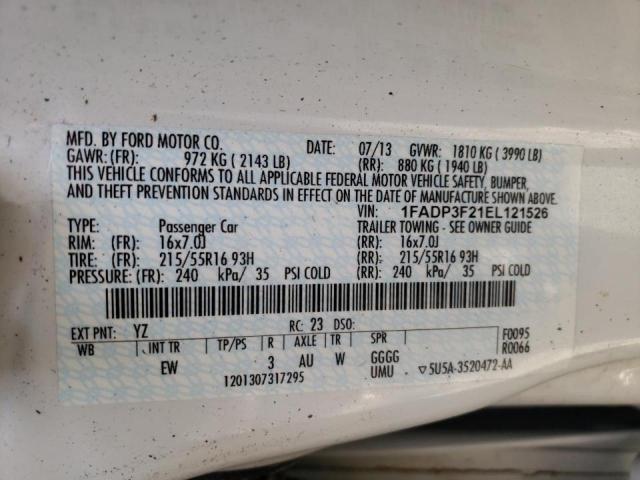 MFD. BY FORD MOTOR CO. DATE: 07/13 GVWR: 1810 KG ( 3990 LB)
GAWR: (FR): 972 KG ( 2143 LB) (RR): 880 KG ( 1940 LB)
THIS VEHICLE CONFORMS TO ALL APPLICABLE FEDERAL MOTOR VEHICLE SAFETY, BUMPER,
AND THEFT PREVENTION STANDARDS IN EFFECT ON THE DATE OF MANUFACTURE SHOWN ABOVE.
VIN: 1FADP3F21EL121526
TYPE: Passenger Car TRAILER TOWING - SEE OWNER GUIDE
RIM: (FR): 16x7.0J (RR): 16x7.0J
TIRE: (FR): 215/55R16 93H (RR): 215/55R16 93H
PRESSURE: (FR): 240 kPa/ 35 PSI COLD (RR): 240 kPa/ 35 PSI COLD
EXT PNT: YZ RC: 23 DSO: F0095
WB INT TR TP/PS R AXLE TR SPR R0066
EW 3 AU W GGGG
UMU ▽5U5A-3520472-AA
1201307317295